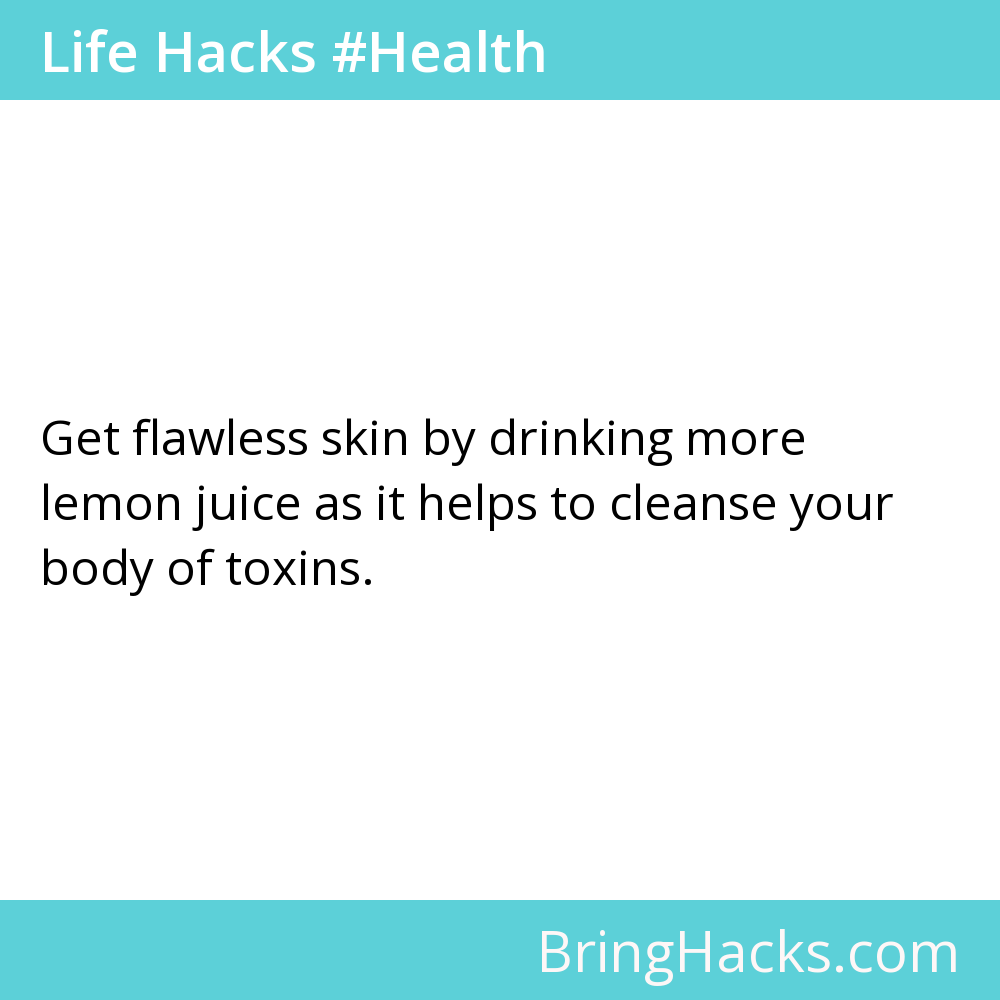 Life Hacks #Health
Get flawless skin by drinking more
lemon juice as it helps to cleanse your
body of toxins.
BringHacks.com